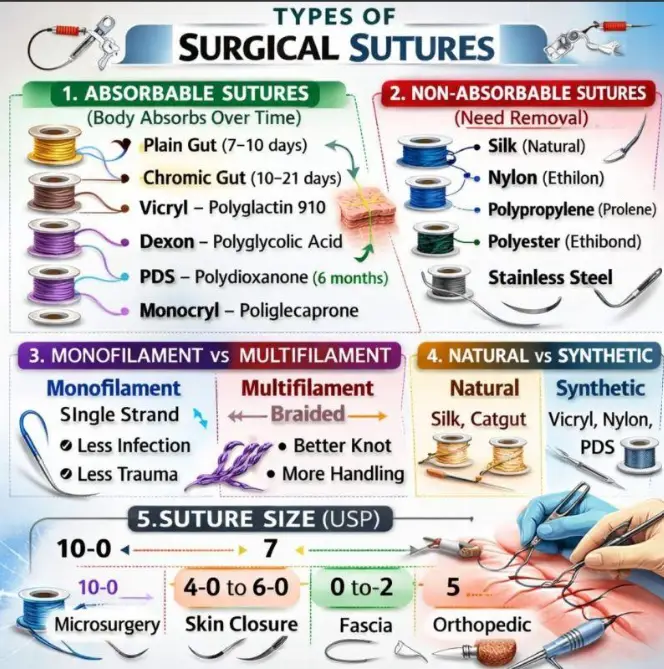 TYPES OF
SURGICAL SUTURES
1. ABSORBABLE SUTURES
(Body Absorbs Over Time)
Plain Gut (7–10 days)
Chromic Gut (10–21 days)
Vicryl – Polyglactin 910
Dexon – Polyglycolic Acid
PDS – Polydioxanone (6 months)
Monocryl – Poliglecaprone
2. NON-ABSORBABLE SUTURES
(Need Removal)
Silk (Natural)
Nylon (Ethilon)
Polypropylene (Prolene)
Polyester (Ethibond)
Stainless Steel
3. MONOFILAMENT vs MULTIFILAMENT
Monofilament
SIngle Strand
Less Infection
Less Trauma
Multifilament
Braided
• Better Knot
• More Handling
4. NATURAL vs SYNTHETIC
Natural
Silk, Catgut
Synthetic
Vicryl, Nylon,
PDS
5. SUTURE SIZE (USP)
10-0
7
10-0
Microsurgery
4-0 to 6-0
Skin Closure
0 to-2
Fascia
5
Orthopedic